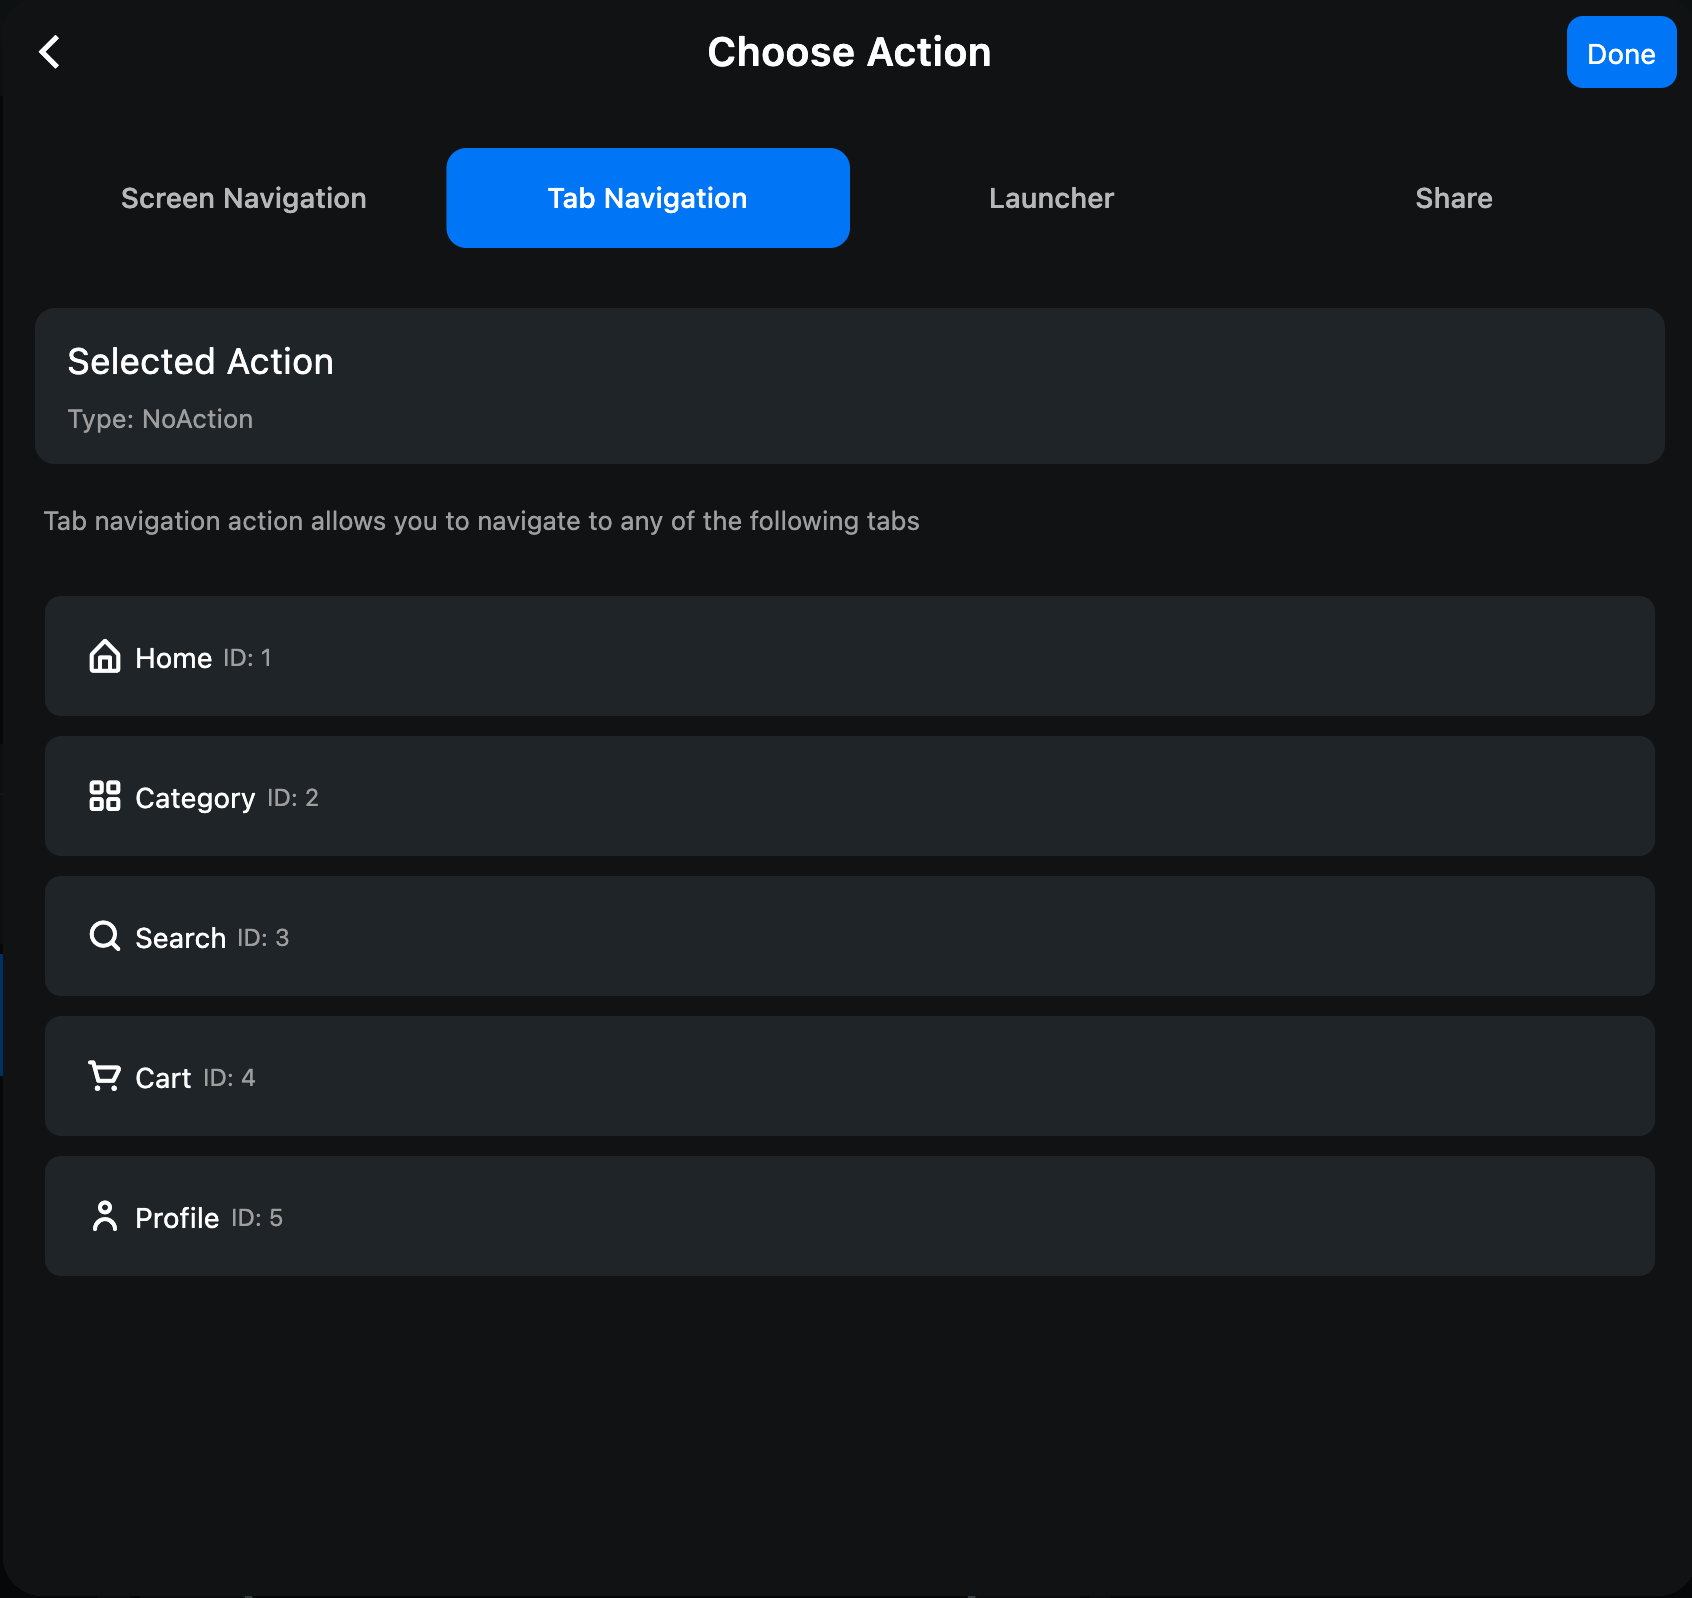 Choose Action
Done
Screen Navigation
Tab Navigation
Launcher
Share
Selected Action
Type: NoAction
Tab navigation action allows you to navigate to any of the following tabs
Home ID: 1
Category ID: 2
Search ID: 3
Cart ID: 4
Profile ID: 5